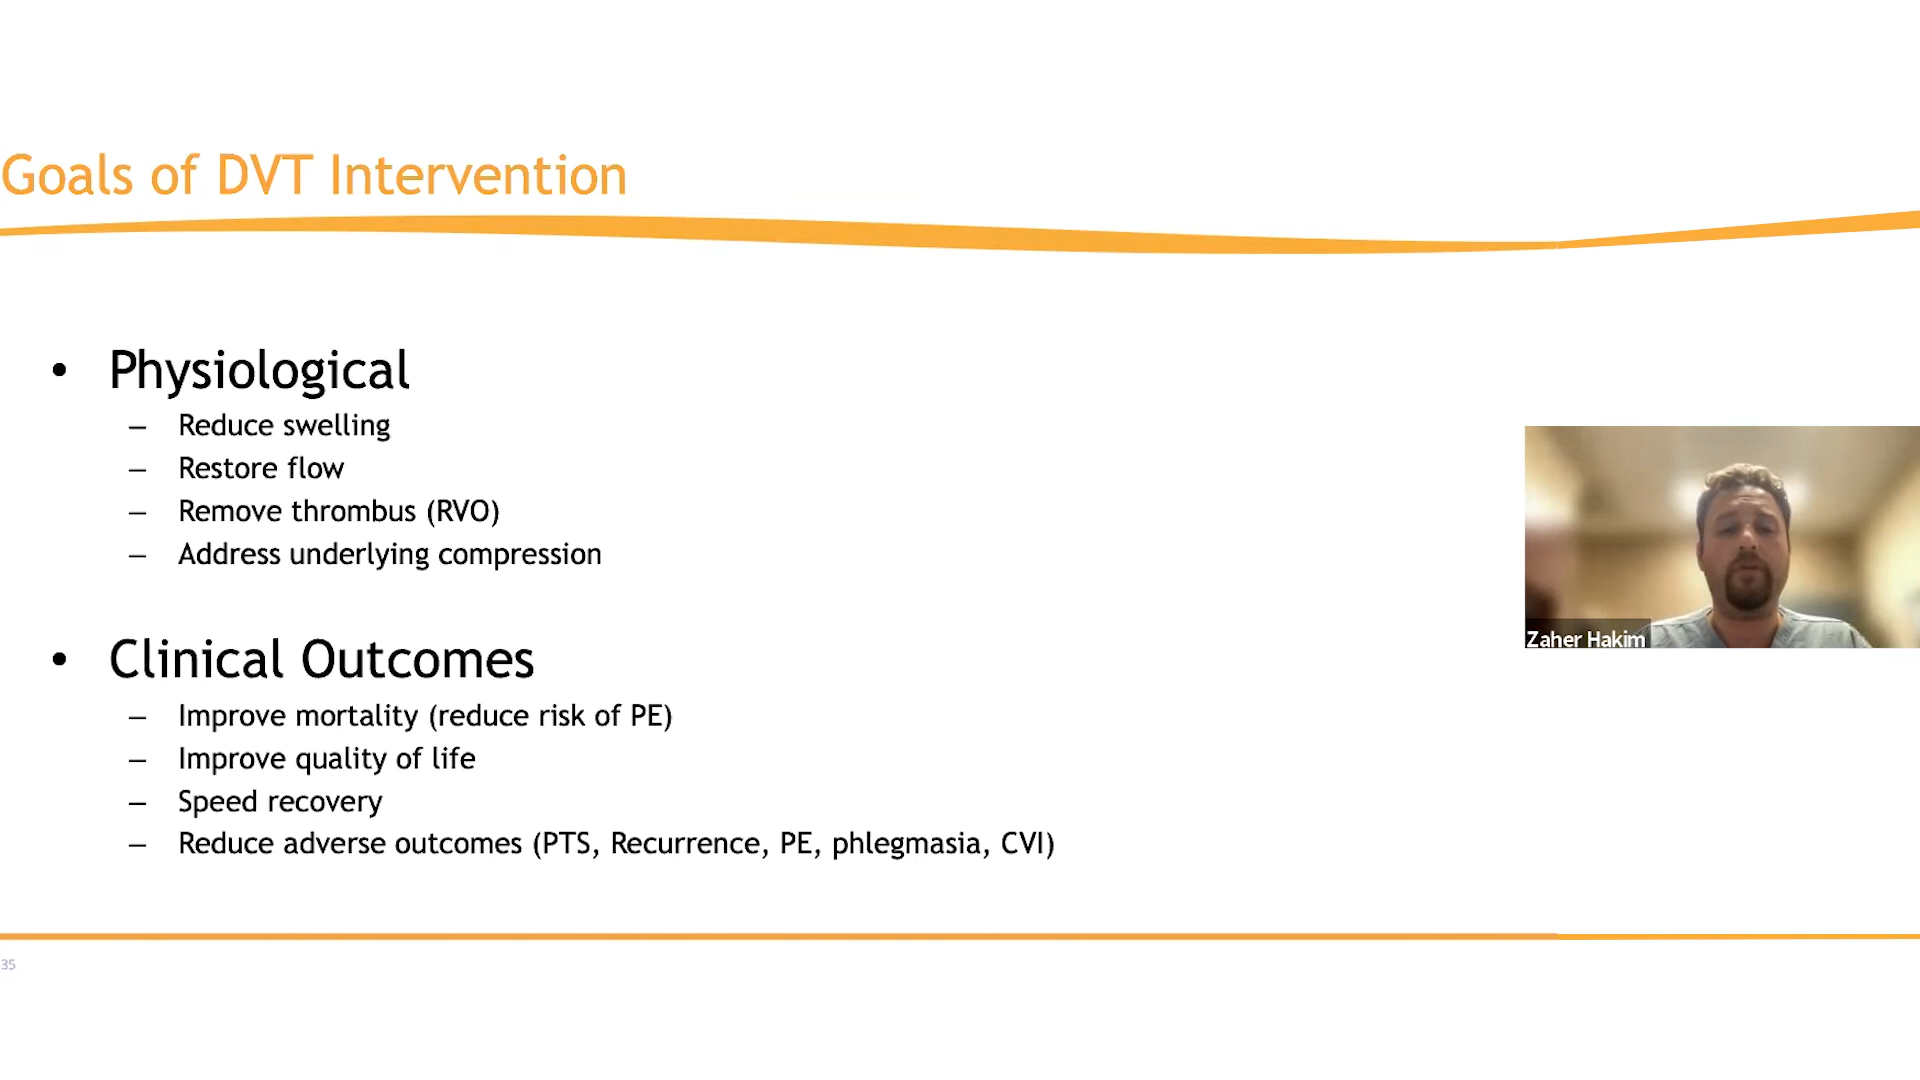 Goals of DVT Intervention
• Physiological
– Reduce swelling
– Restore flow
– Remove thrombus (RVO)
– Address underlying compression
Zaher Hakim
• Clinical Outcomes
– Improve mortality (reduce risk of PE)
– Improve quality of life
– Speed recovery
– Reduce adverse outcomes (PTS, Recurrence, PE, phlegmasia, CVI)
35